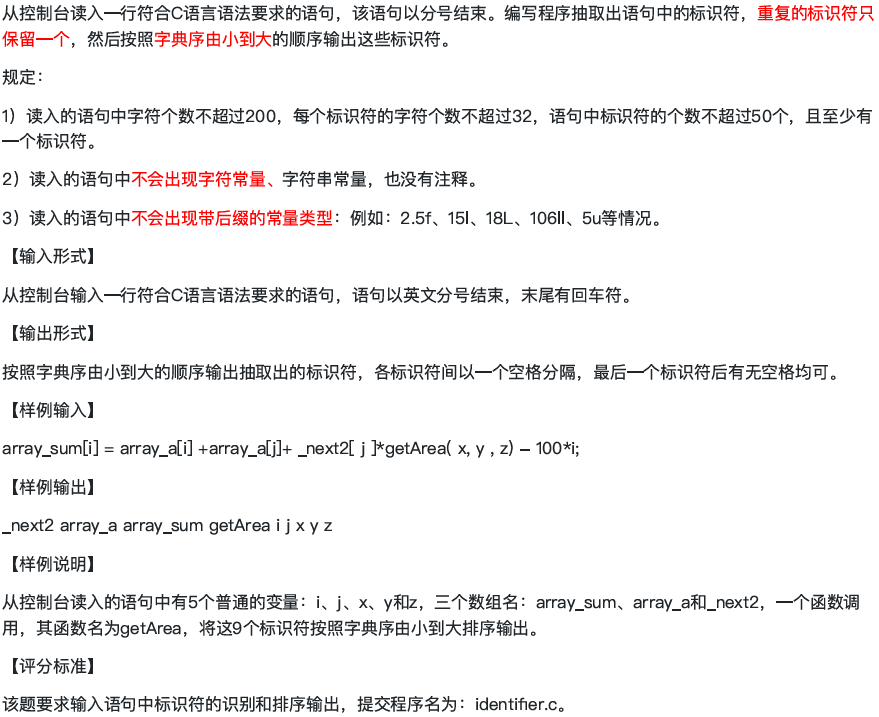 从控制台读入一行符合C语言语法要求的语句，该语句以分号结束。编写程序抽取出语句中的标识符，重复的标识符只
保留一个，然后按照字典序由小到大的顺序输出这些标识符。
规定：
1）读入的语句中字符个数不超过200，每个标识符的字符个数不超过32，语句中标识符的个数不超过50个，且至少有
一个标识符。
2）读入的语句中不会出现字符常量、字符串常量，也没有注释。
3）读入的语句中不会出现带后缀的常量类型：例如：2.5f、15l、18L、106ll、5u等情况。
【输入形式】
从控制台输入一行符合C语言语法要求的语句，语句以英文分号结束，末尾有回车符。
【输出形式】
按照字典序由小到大的顺序输出抽取出的标识符，各标识符间以一个空格分隔，最后一个标识符后有无空格均可。
【样例输入】
array_sum[i] = array_a[i] +array_a[j]+ _next2[ j ]*getArea( x, y , z) – 100*i;
【样例输出】
_next2 array_a array_sum getArea i j x y z
【样例说明】
从控制台读入的语句中有5个普通的变量：i、j、x、y和z，三个数组名：array_sum、array_a和_next2，一个函数调
用，其函数名为getArea，将这9个标识符按照字典序由小到大排序输出。
【评分标准】
该题要求输入语句中标识符的识别和排序输出，提交程序名为：identifier.c。